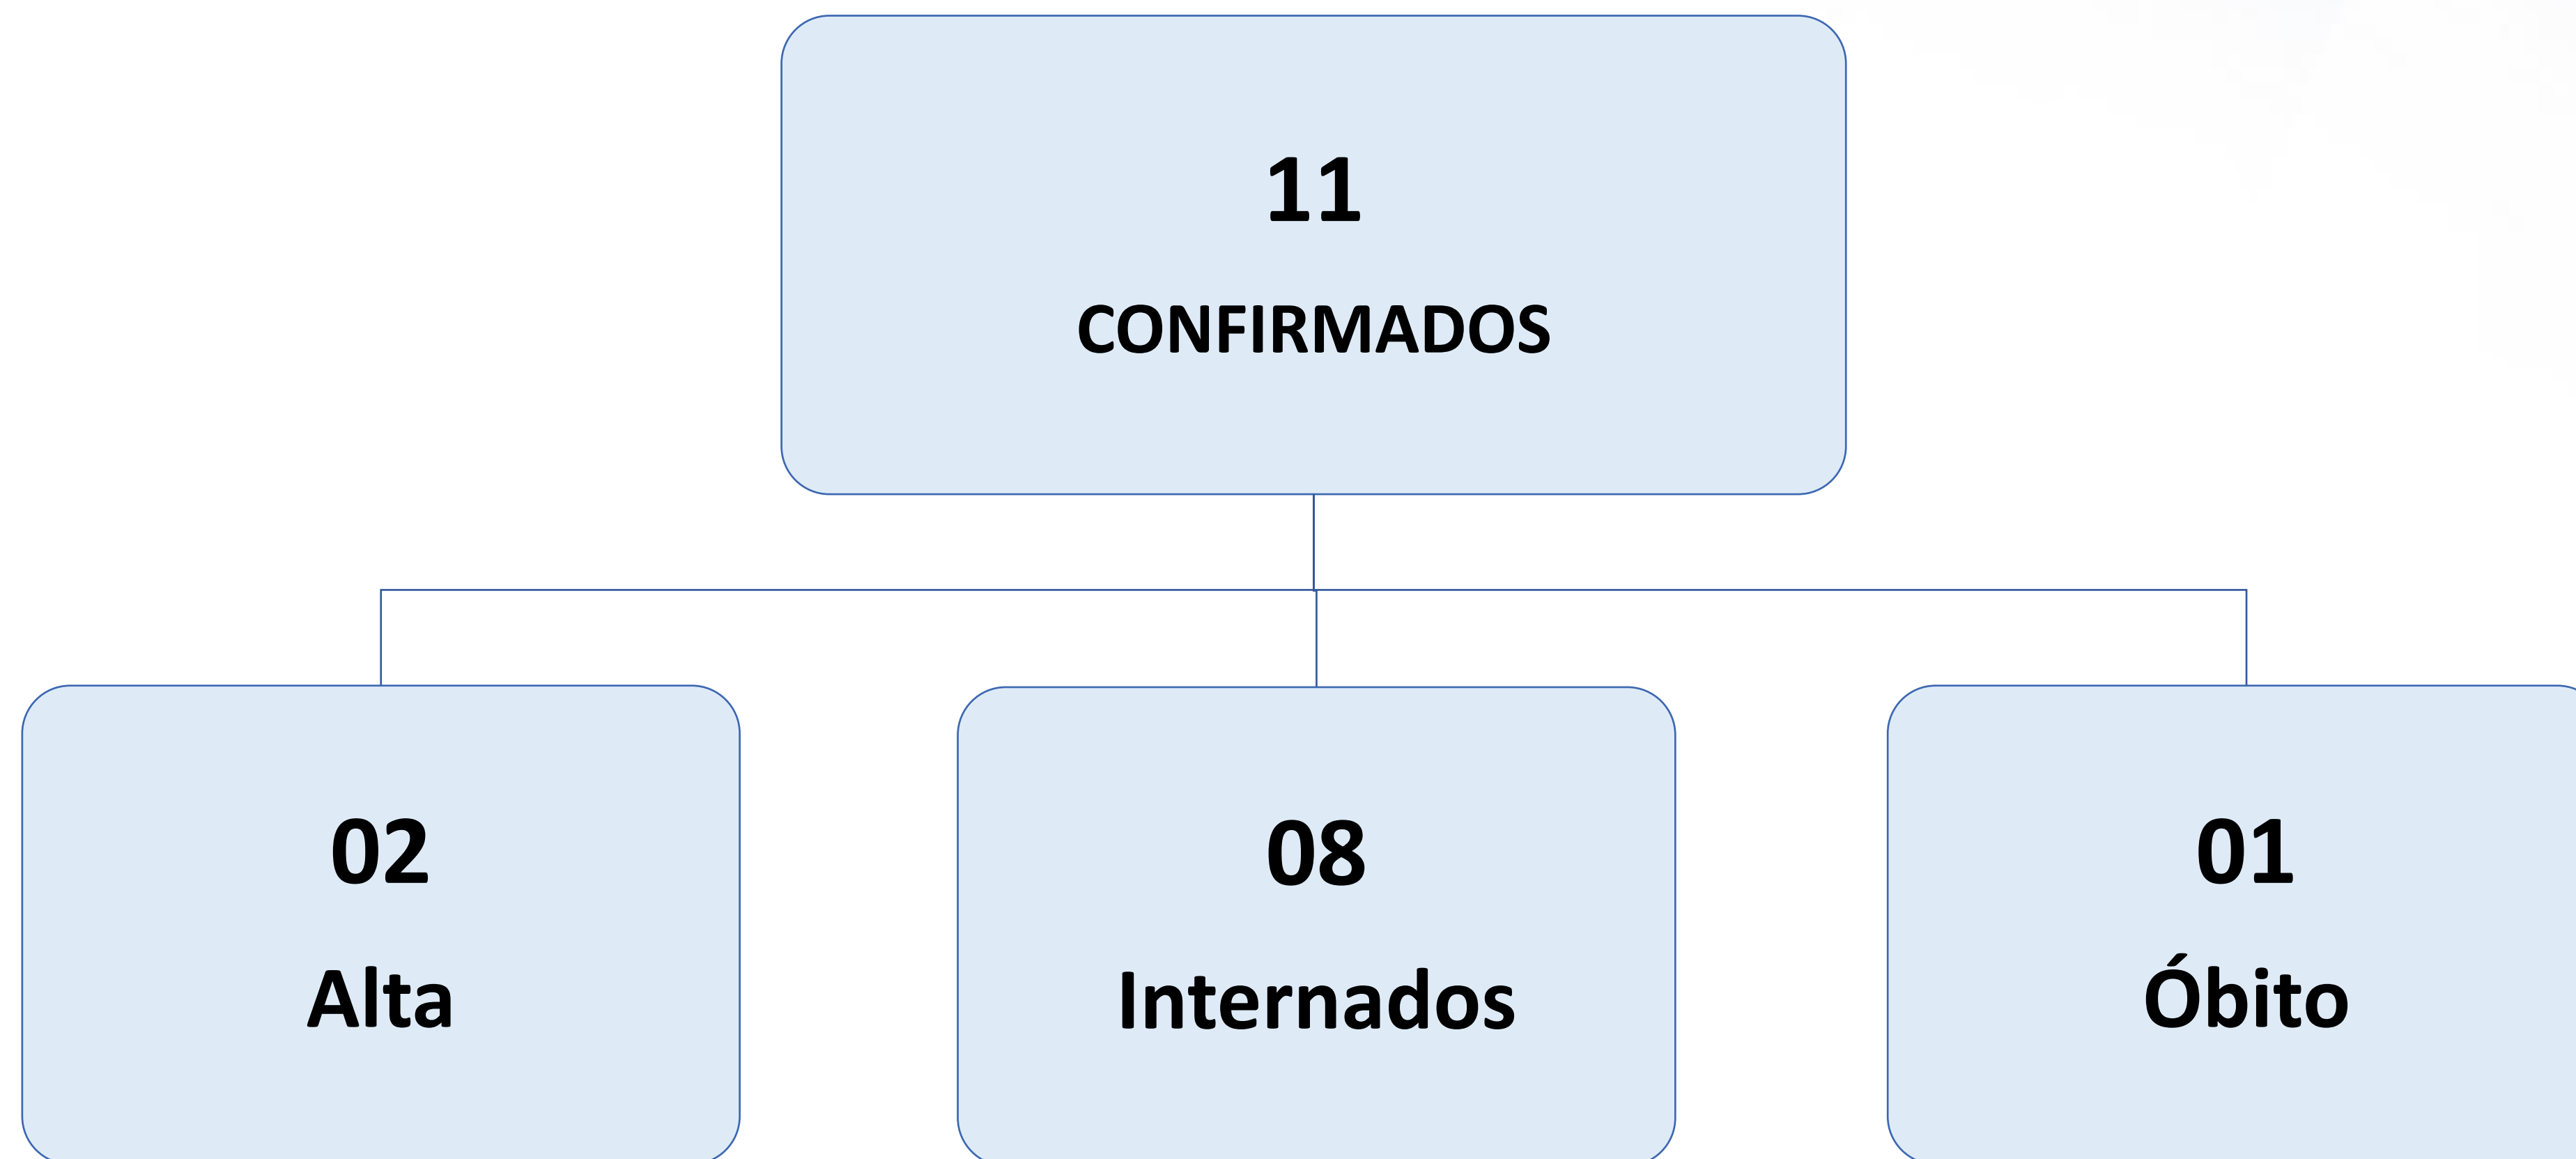 11
CONFIRMADOS
02
Alta
08
Internados
01
Óbito